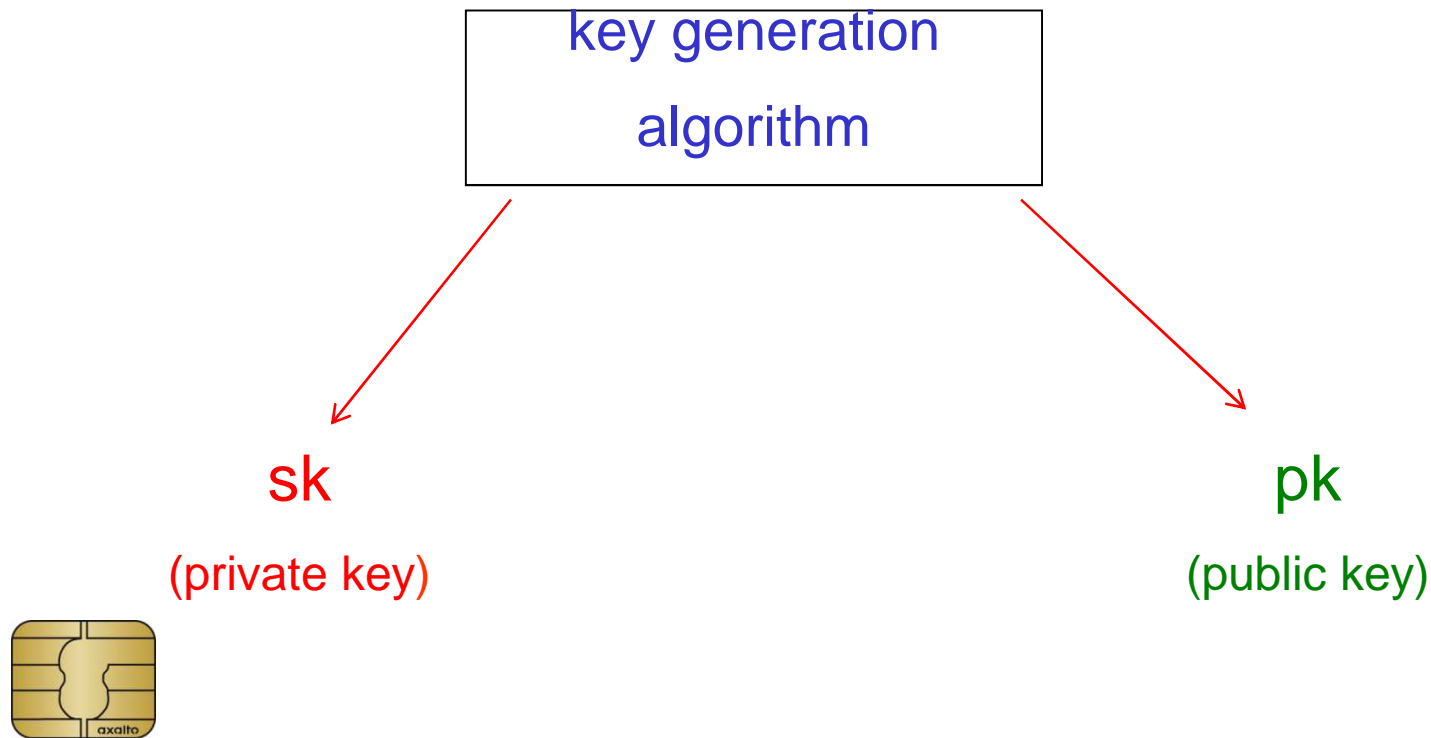 key generation
algorithm
sk
pk
(private key)
(public key)
axalto